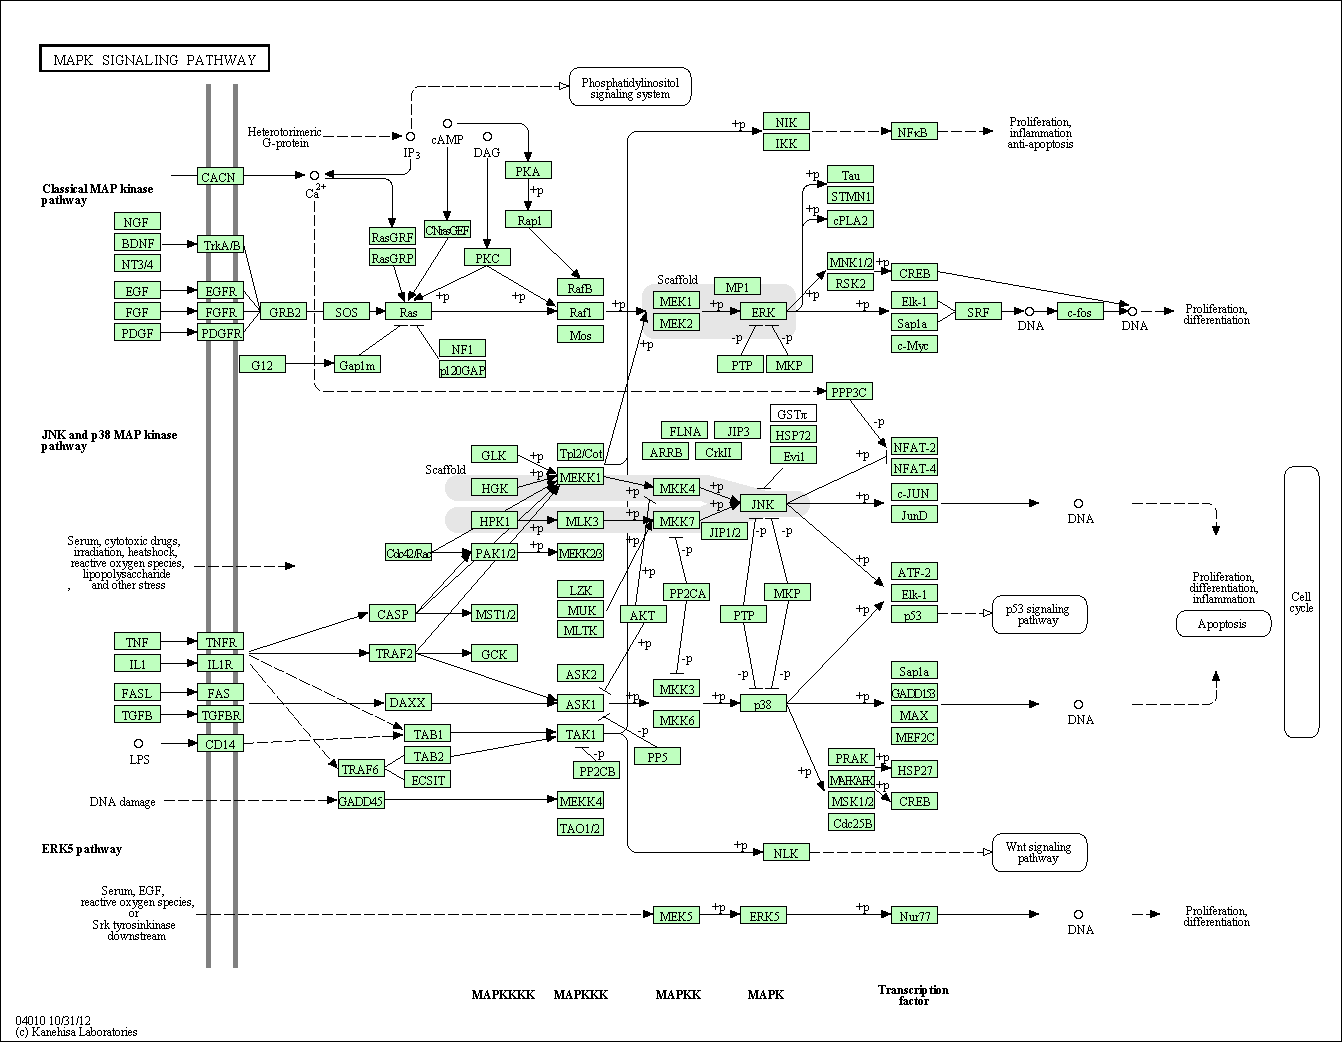 MAPK SIGNALING PATHWAY
Phosphatidylinositol
signaling system
Heterotorimeric
G-protein
IP3
cAMP
DAG
+p
NIK
IKK
NFκB
Proliferation,
inflammation
anti-apoptosis
CACN
Ca2+
PKA
+p
Rap1
Tau
STMN1
+p
cPLA2
+p
Classical MAP kinase
pathway
NGF
BDNF
NT3/4
TrkA/B
RasGRF
RasGRP
CNrasGEF
PKC
MNK1/2
RSK2
+p
+p
+p
CREB
EGF
FGF
PDGF
EGFR
FGFR
PDGFR
GRB2
SOS
Ras
+p
+p
RafB
Raf1
Mos
+p
Scaffold
MEK1
MEK2
+p
MP1
ERK
+p
Elk-1
Sap1a
c-Myc
SRF
DNA
c-fos
DNA
Proliferation,
differentiation
G12
Gap1m
NF1
p120GAP
+p
-p
-p
PTP
MKP
PPP3C
-p
JNK and p38 MAP kinase
pathway
GSTπ
HSP72
Evi1
FLNA
JIP3
ARRB
CrkII
NFAT-2
NFAT-4
+p
Scaffold
GLK
HGK
HPK1
+p
+p
+p
Tpl2/Cot
MEKK1
MLK3
+p
+p
+p
+p
MKK4
MKK7
+p
+p
JNK
JIP1/2
+p
c-JUN
JunD
DNA
Cdc42/Rac
PAK1/2
+p
MEKK2/3
-p
-p
-p
+p
Serum, cytotoxic drugs,
irradiation, heatshock,
reactive oxygen species,
lipopolysaccharide
, and other stress
LZK
MUK
MLTK
+p
AKT
+p
PP2CA
PTP
MKP
+p
ATF-2
Elk-1
p53
p53 signaling
pathway
Proliferation,
differentiation,
inflammation
Apoptosis
Cell
cycle
CASP
MST1/2
TNF
IL1
TNFR
IL1R
TRAF2
GCK
ASK2
-p
-p
-p
FASL
TGFB
FAS
TGFBR
DAXX
ASK1
+p
MKK3
MKK6
+p
p38
+p
Sap1a
GADD153
MAX
MEF2C
DNA
LPS
CD14
TAB1
TAB2
ECSIT
TRAF6
TAK1
-p
-p
PP2CB
PP5
+p
PRAK
MAPKAPK
MSK1/2
Cdc25B
+p
+p
HSP27
CREB
DNA damage
GADD45
MEKK4
TAO1/2
ERK5 pathway
+p
NLK
Wnt signaling
pathway
Serum, EGF,
reactive oxygen species,
or
Srk tyrosinkinase
downstream
MEK5
+p
ERK5
+p
Nur77
DNA
Proliferation,
differentiation
MAPKKKK
MAPKKK
MAPKK
MAPK
Transcription
factor
04010 10/31/12
(c) Kanehisa Laboratories